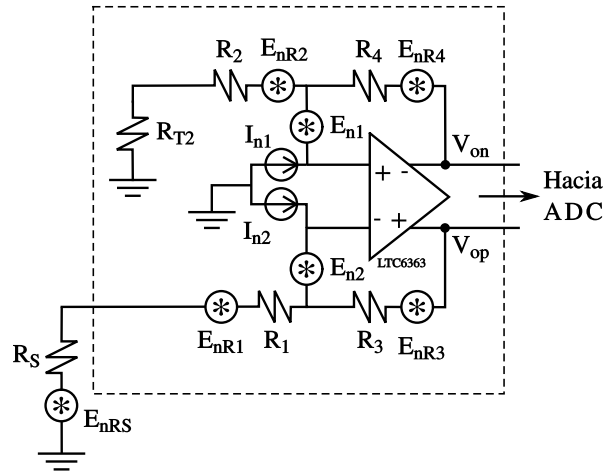 R2 EnR2 R4 EnR4
RT2
In1
En1
Von
+ -
- +
LTC6363
Hacia
ADC
In2
Vop
En2
EnR1 R1 R3 EnR3
RS
EnRS